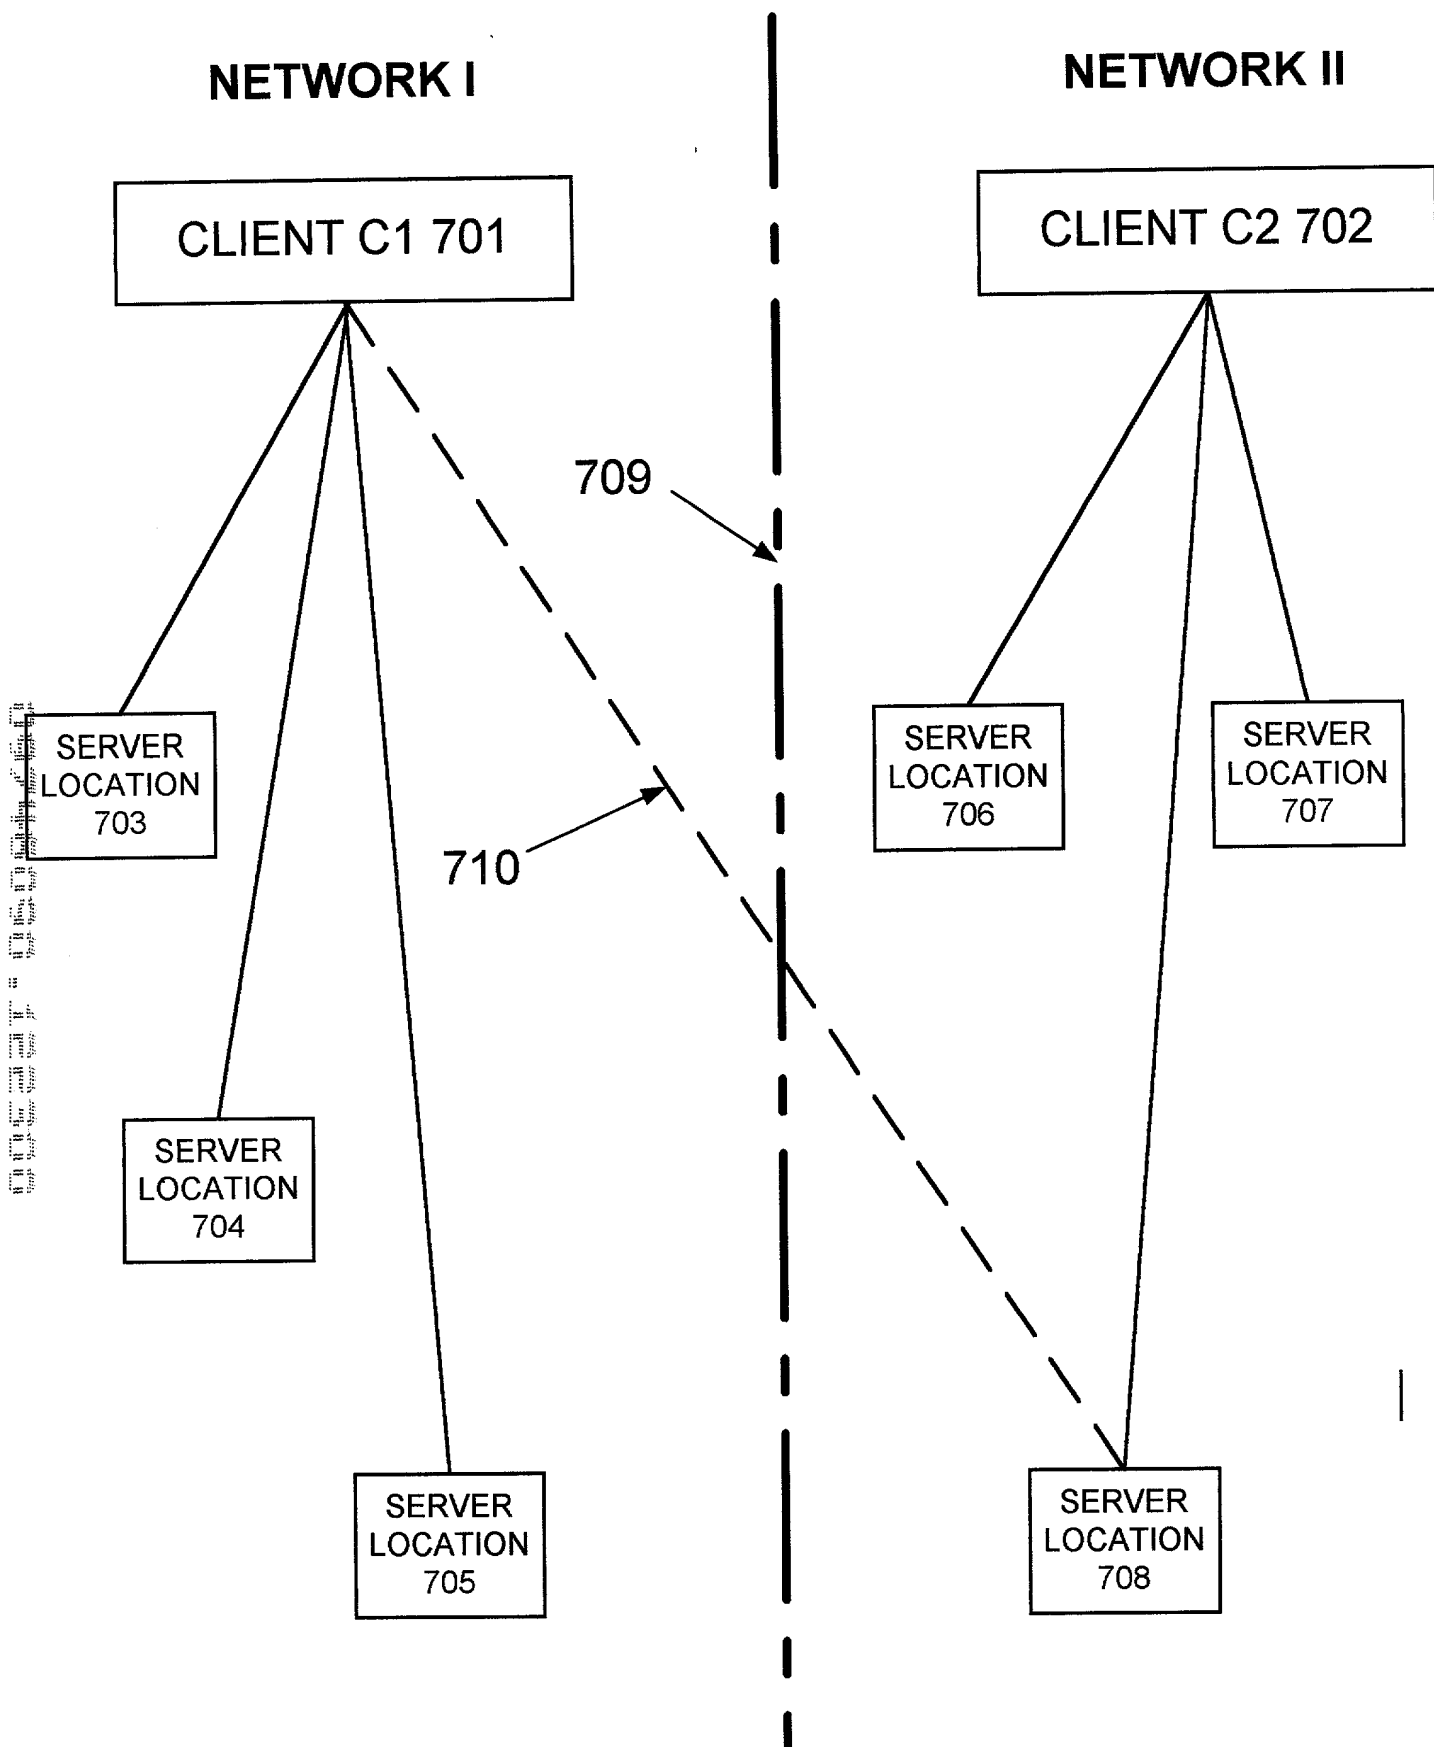 NETWORK I
NETWORK II
CLIENT C1 701
CLIENT C2 702
709
SERVER
LOCATION
703
710
SERVER
LOCATION
706
SERVER
LOCATION
707
SERVER
LOCATION
704
SERVER
LOCATION
705
SERVER
LOCATION
708